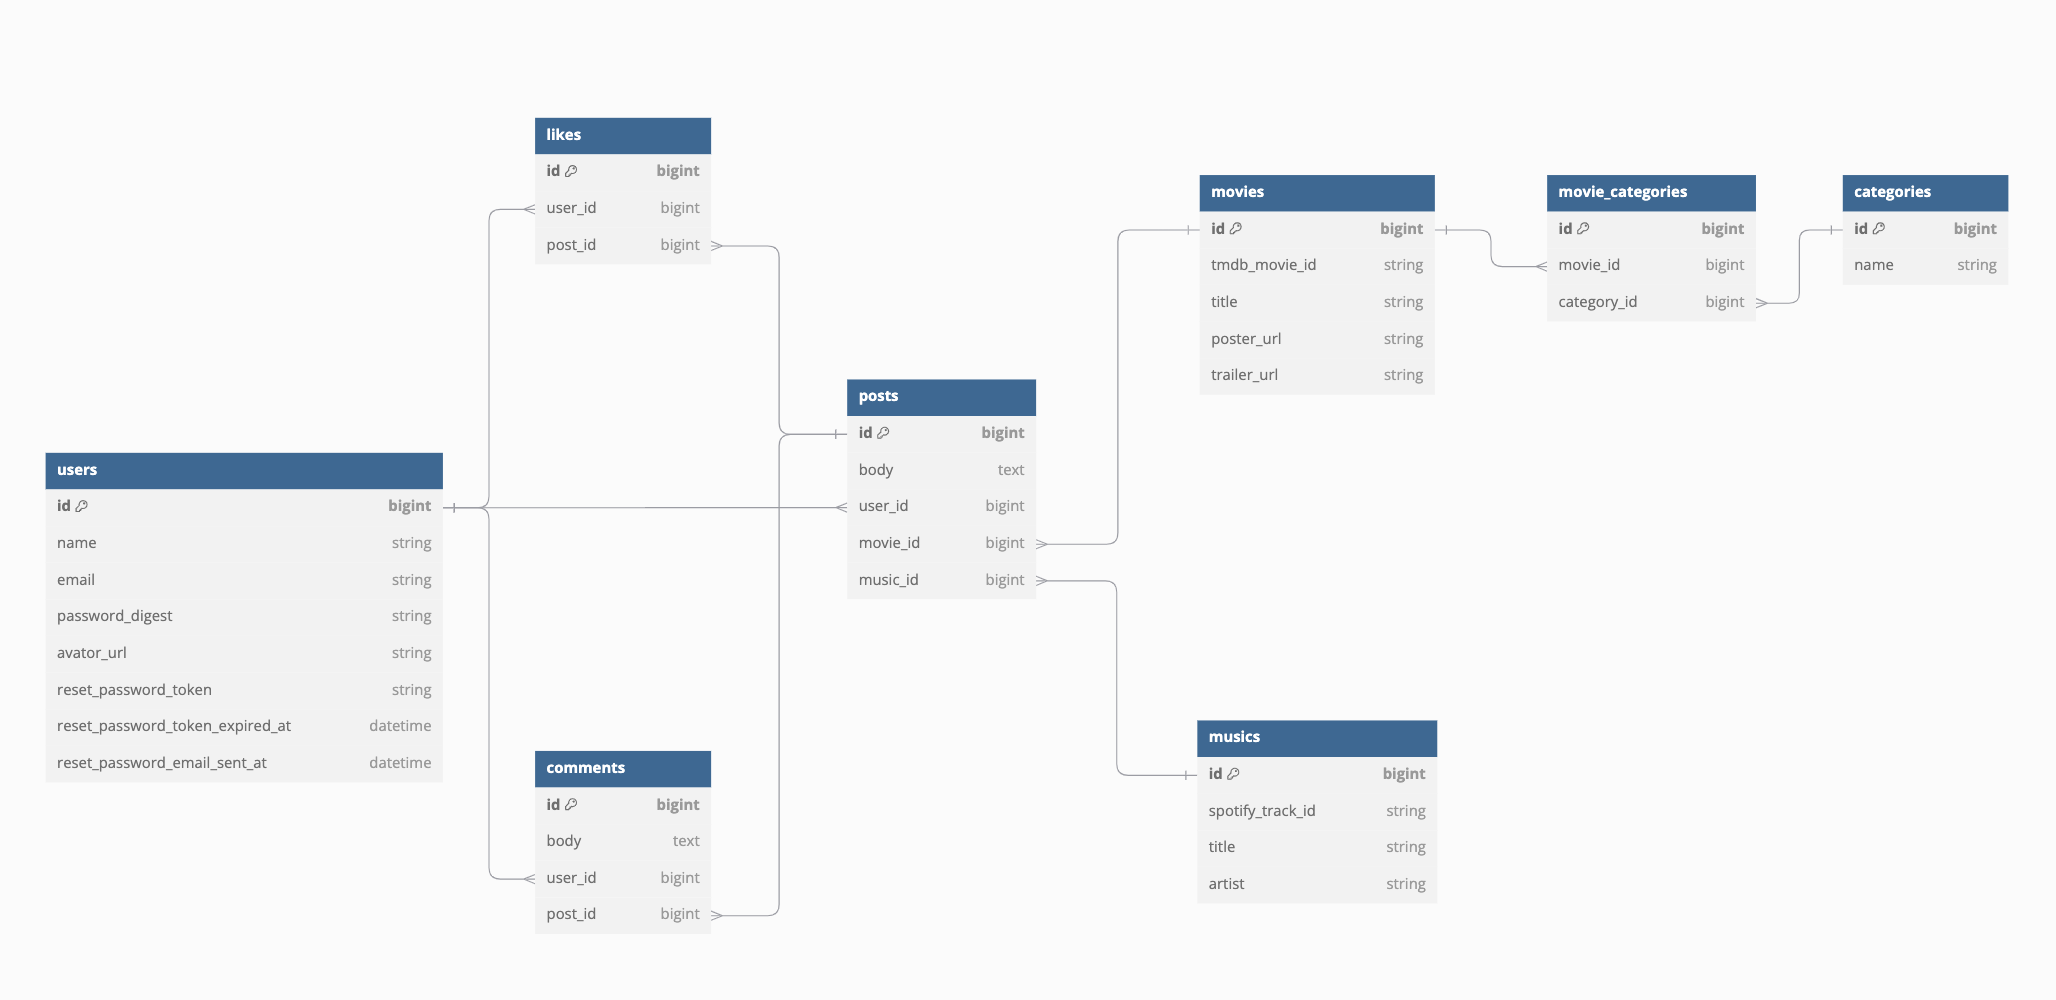 likes
id bigint
user_id bigint
post_id bigint
movies
id bigint
tmdb_movie_id string
title string
poster_url string
trailer_url string
movie_categories
id bigint
movie_id bigint
category_id bigint
categories
id bigint
name string
posts
id bigint
body text
user_id bigint
movie_id bigint
music_id bigint
users
id bigint
name string
email string
password_digest string
avator_url string
reset_password_token string
reset_password_token_expired_at datetime
reset_password_email_sent_at datetime
comments
id bigint
body text
user_id bigint
post_id bigint
musics
id bigint
spotify_track_id string
title string
artist string